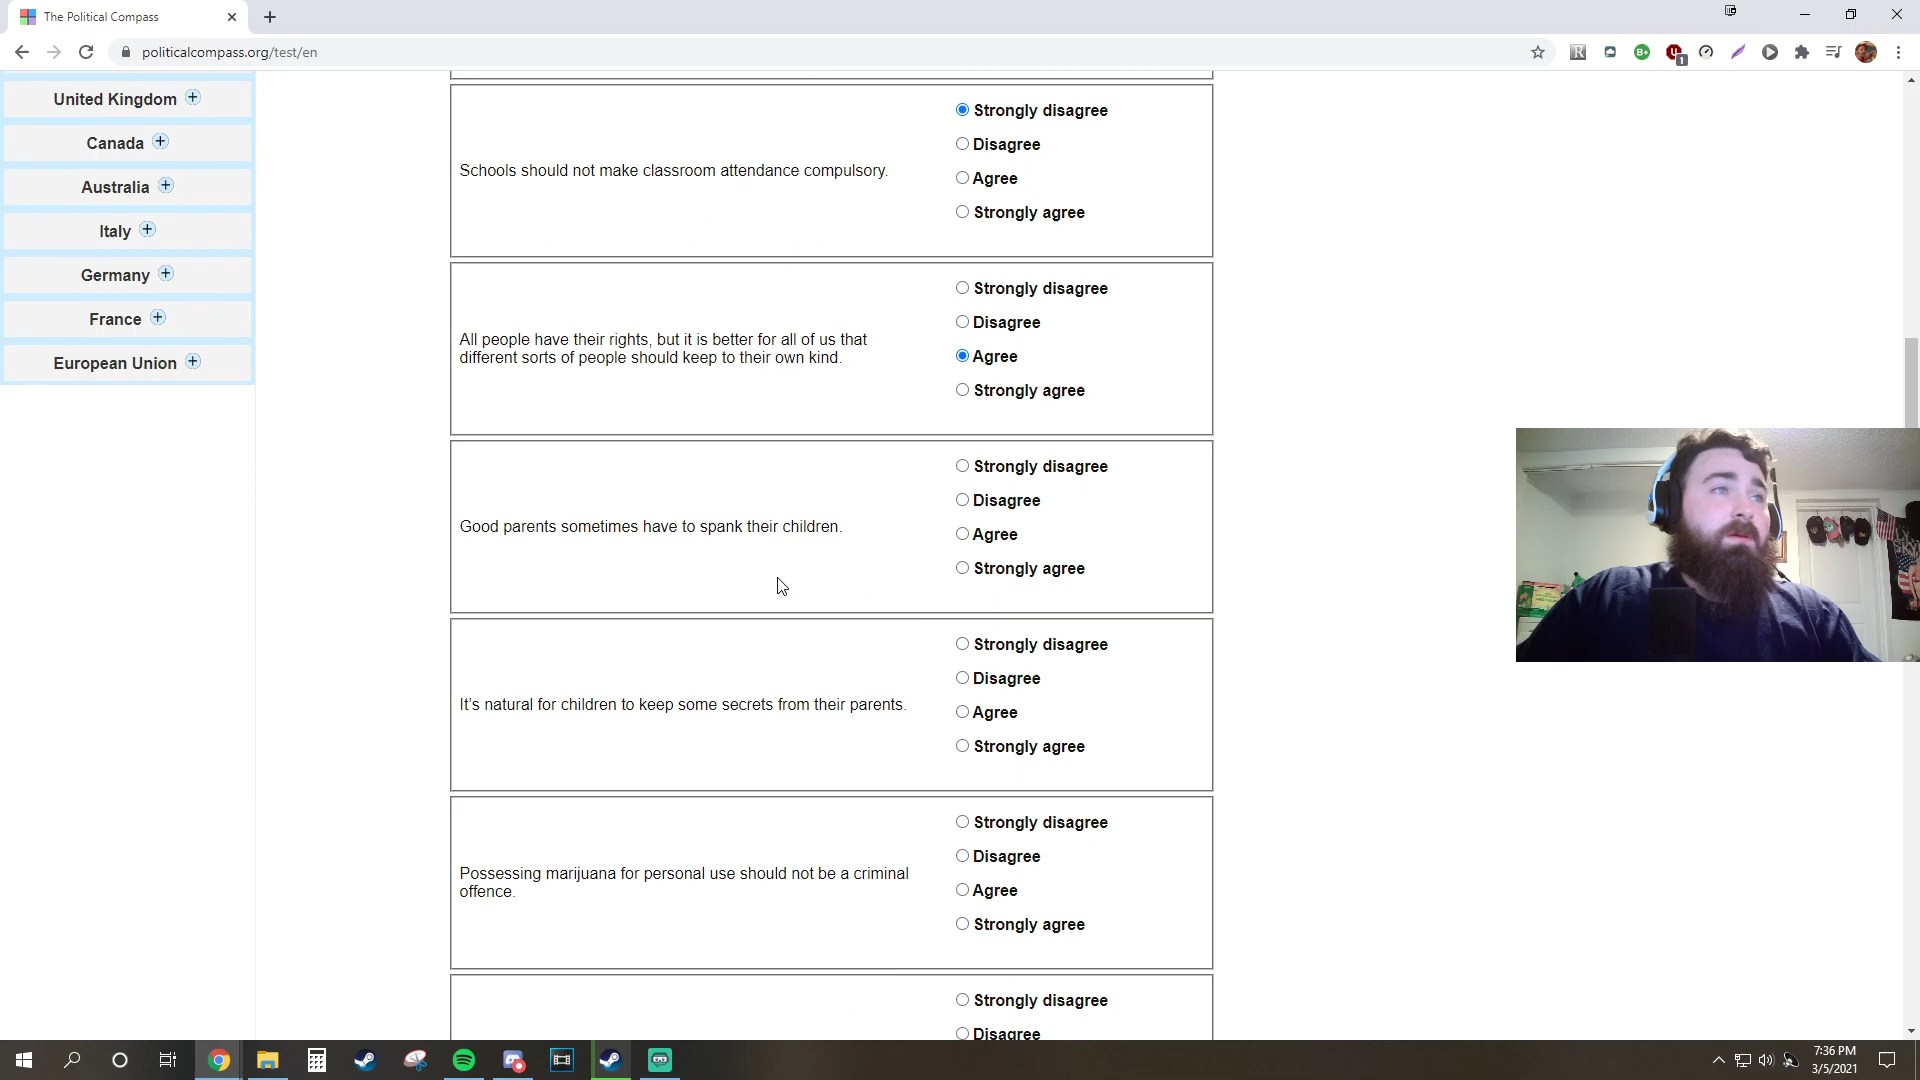 The Political Compass
politicalcompass.org/test/en
1
United Kingdom +
Canada +
Australia +
Italy +
Germany +
France +
European Union +
Schools should not make classroom attendance compulsory.
Strongly disagree
Disagree
Agree
Strongly agree
All people have their rights, but it is better for all of us that
different sorts of people should keep to their own kind.
Strongly disagree
Disagree
Agree
Strongly agree
Good parents sometimes have to spank their children.
Strongly disagree
Disagree
Agree
Strongly agree
It's natural for children to keep some secrets from their parents.
Strongly disagree
Disagree
Agree
Strongly agree
Possessing marijuana for personal use should not be a criminal
offence.
Strongly disagree
Disagree
Agree
Strongly agree
Strongly disagree
Disagree
7:36 PM
3/5/2021